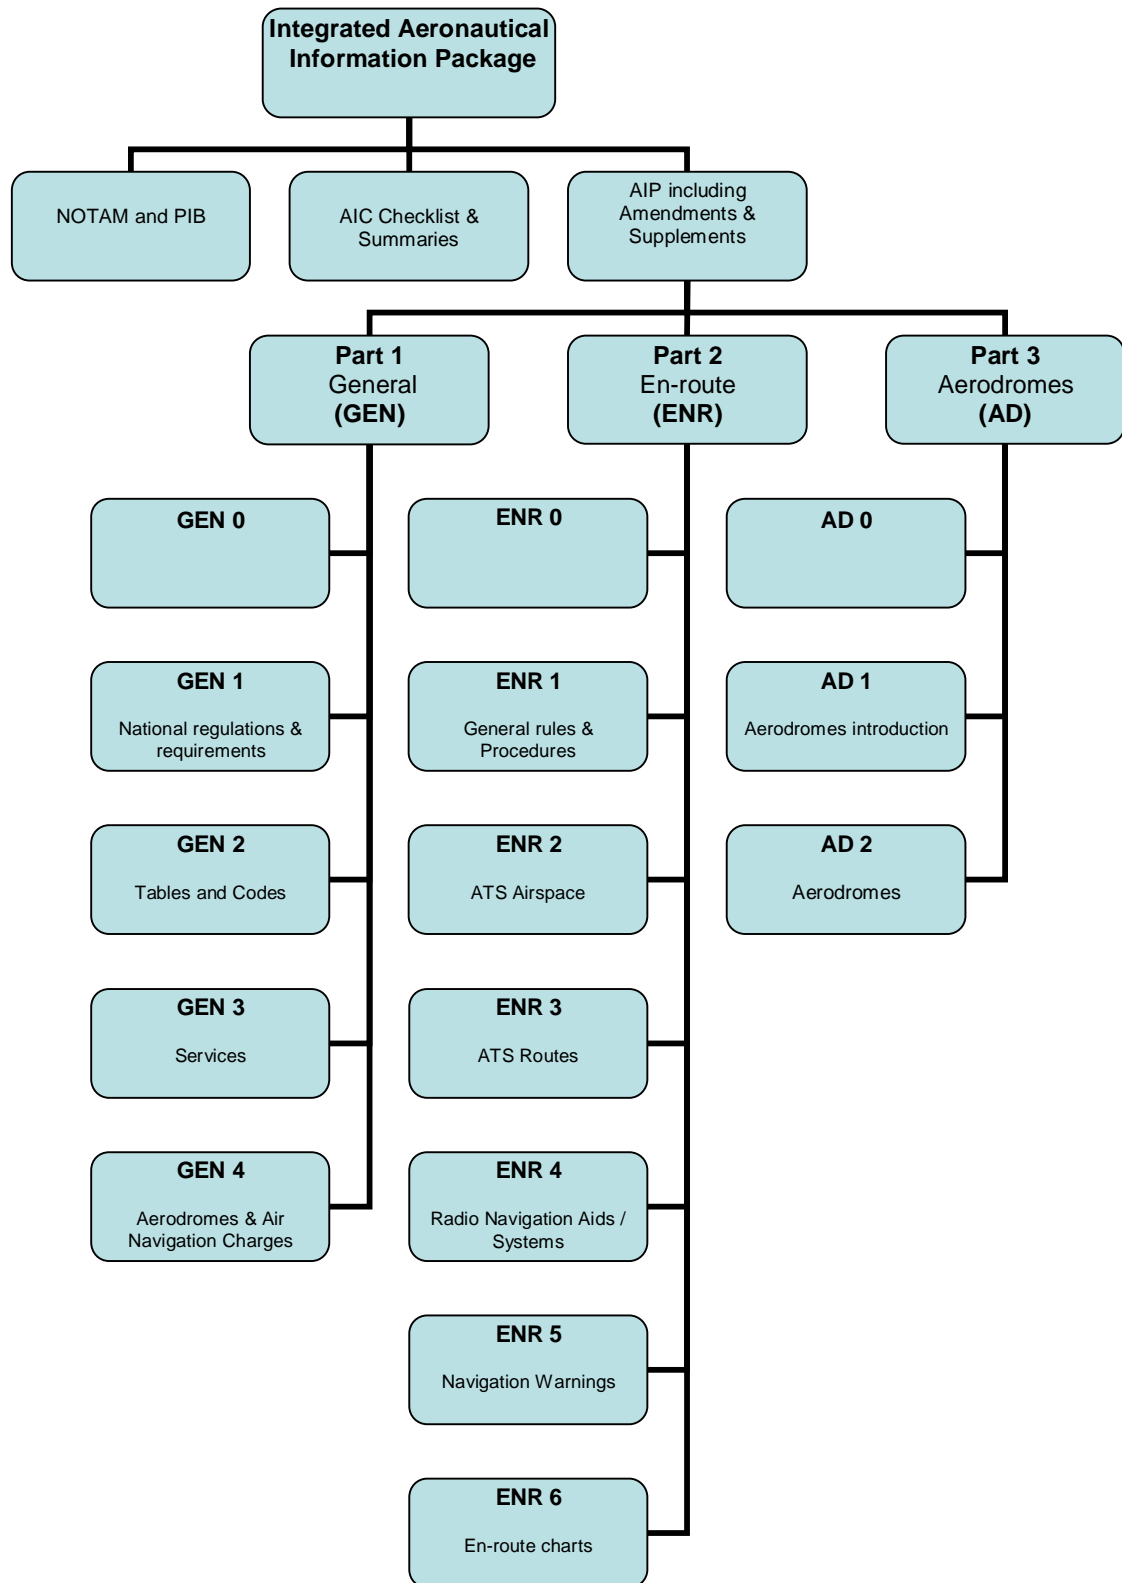 Integrated Aeronautical
Information Package
NOTAM and PIB
AIC Checklist &
Summaries
AIP including
Amendments &
Supplements
Part 1
General
(GEN)
Part 2
En-route
(ENR)
Part 3
Aerodromes
(AD)
GEN 0
ENR 0
AD 0
GEN 1
National regulations &
requirements
ENR 1
General rules &
Procedures
AD 1
Aerodromes introduction
GEN 2
Tables and Codes
ENR 2
ATS Airspace
AD 2
Aerodromes
GEN 3
Services
ENR 3
ATS Routes
GEN 4
Aerodromes & Air
Navigation Charges
ENR 4
Radio Navigation Aids /
Systems
ENR 5
Navigation Warnings
ENR 6
En-route charts